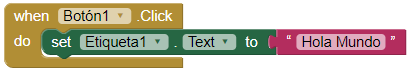 when Botón1 .Click
do set Etiqueta1 . Text to " Hola Mundo "